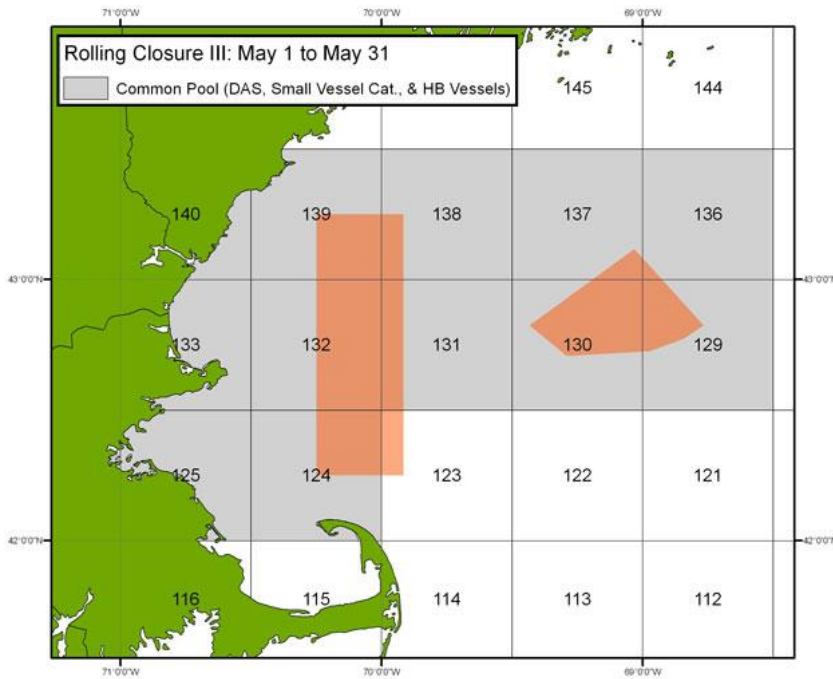 71°0'0"W 70°0'0"W 69°0'0"W
Rolling Closure III: May 1 to May 31
Common Pool (DAS, Small Vessel Cat., & HB Vessels)
145 144
140 139 138 137 136
43°0'0"N 43°0'0"N
133 132 131 130 129
125 124 123 122 121
42°0'0"N 42°0'0"N
116 115 114 113 112
71°0'0"W 70°0'0"W 69°0'0"W